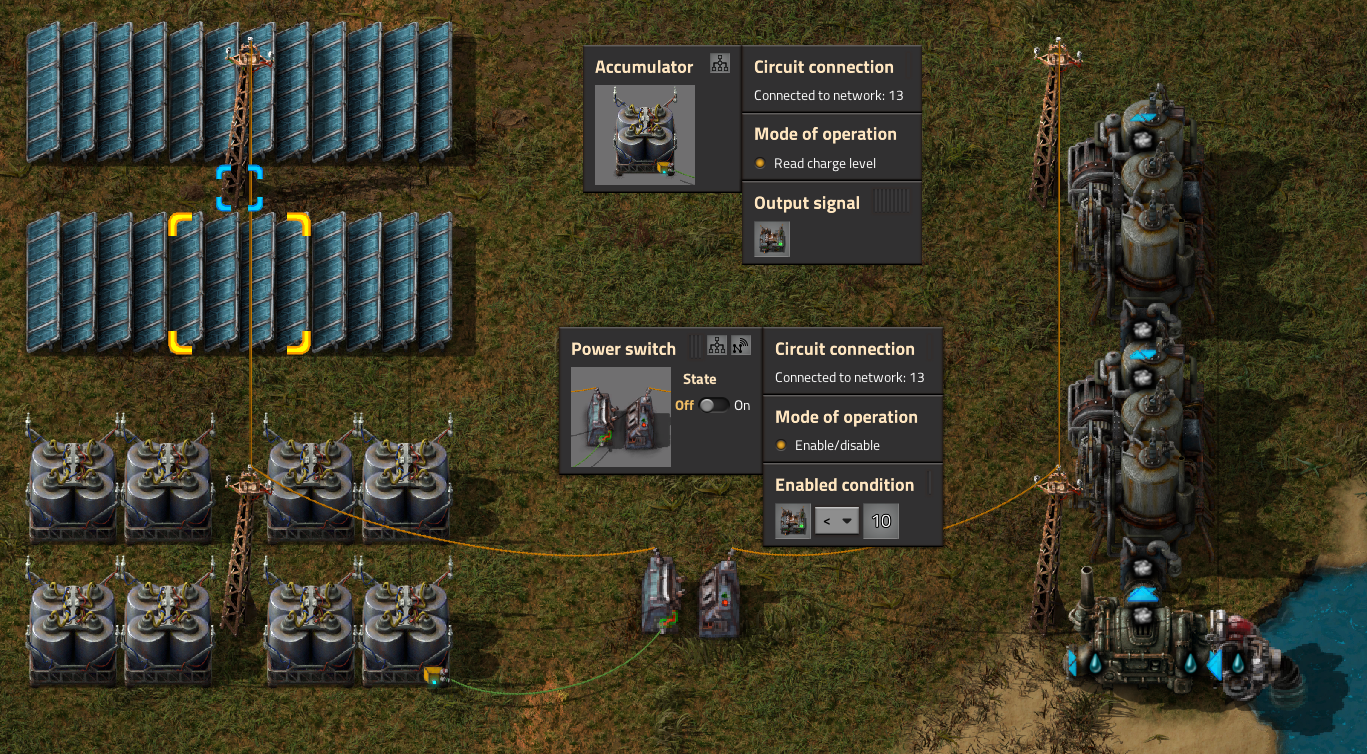 Accumulator
Circuit connection
Connected to network: 13
Mode of operation
Read charge level
Output signal
Power switch
State
Off On
Circuit connection
Connected to network: 13
Mode of operation
Enable/disable
Enabled condition
< 10